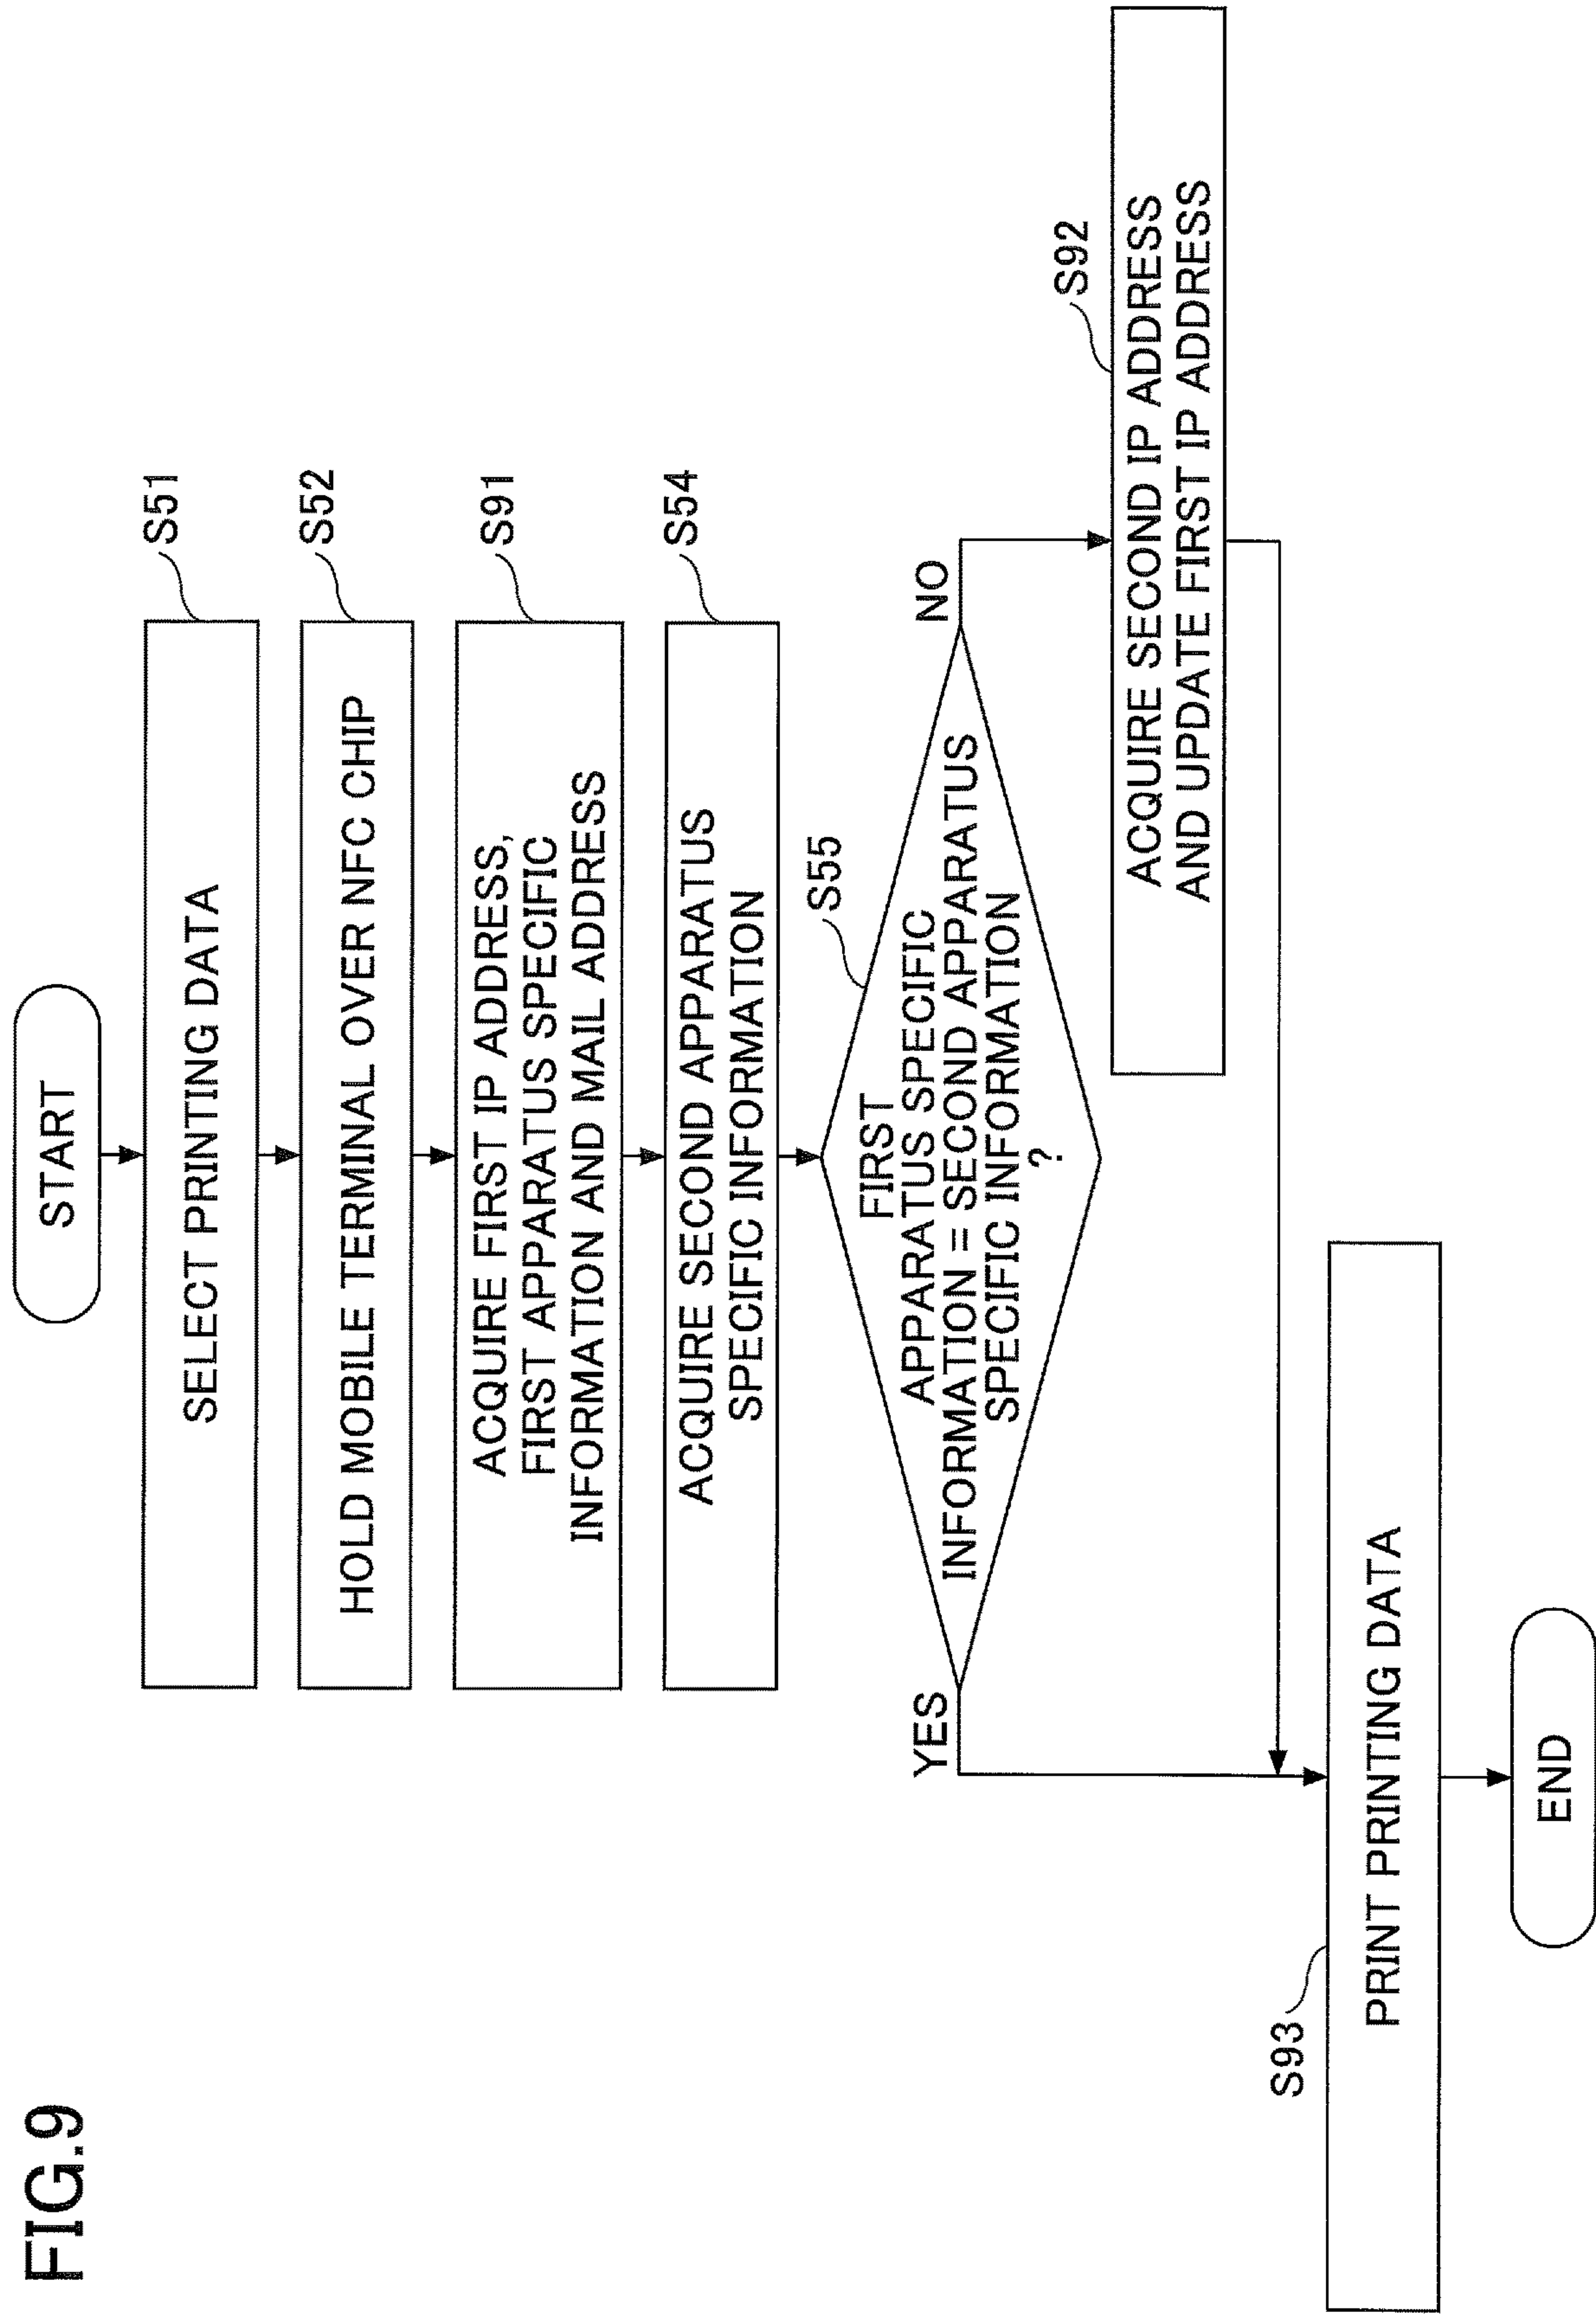 FIG.9
START
SELECT PRINTING DATA
S51
HOLD MOBILE TERMINAL OVER NFC CHIP
S52
ACQUIRE FIRST IP ADDRESS,
FIRST APPARATUS SPECIFIC
INFORMATION AND MAIL ADDRESS
S91
ACQUIRE SECOND APPARATUS
SPECIFIC INFORMATION
S54
FIRST
APPARATUS SPECIFIC
INFORMATION = SECOND APPARATUS
SPECIFIC INFORMATION
?
S55
YES
NO
ACQUIRE SECOND IP ADDRESS
AND UPDATE FIRST IP ADDRESS
S92
S93
PRINT PRINTING DATA
END